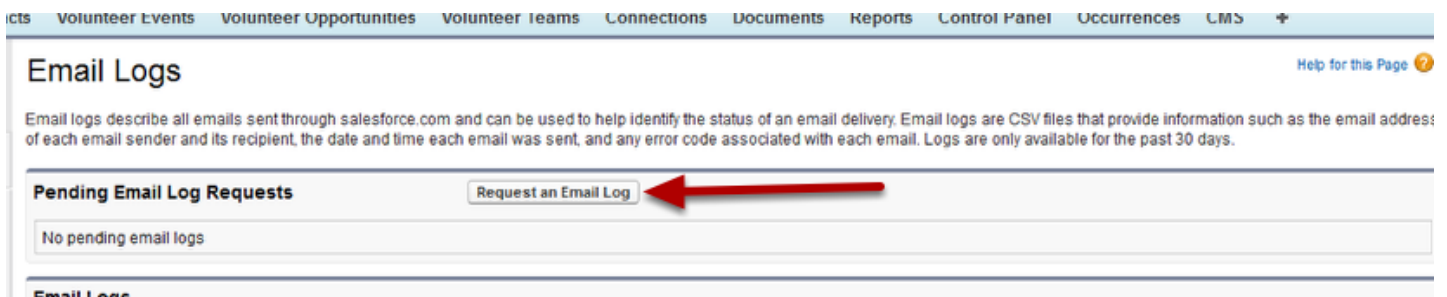 Volunteer Events Volunteer Opportunities Volunteer Teams Connections Documents Reports Control Panel Occurrences CMS +
Email Logs
Help for this Page ?
Email logs describe all emails sent through salesforce.com and can be used to help identify the status of an email delivery. Email logs are CSV files that provide information such as the email address
of each email sender and its recipient, the date and time each email was sent, and any error code associated with each email. Logs are only available for the past 30 days.
Pending Email Log Requests Request an Email Log
No pending email logs
Email Logs